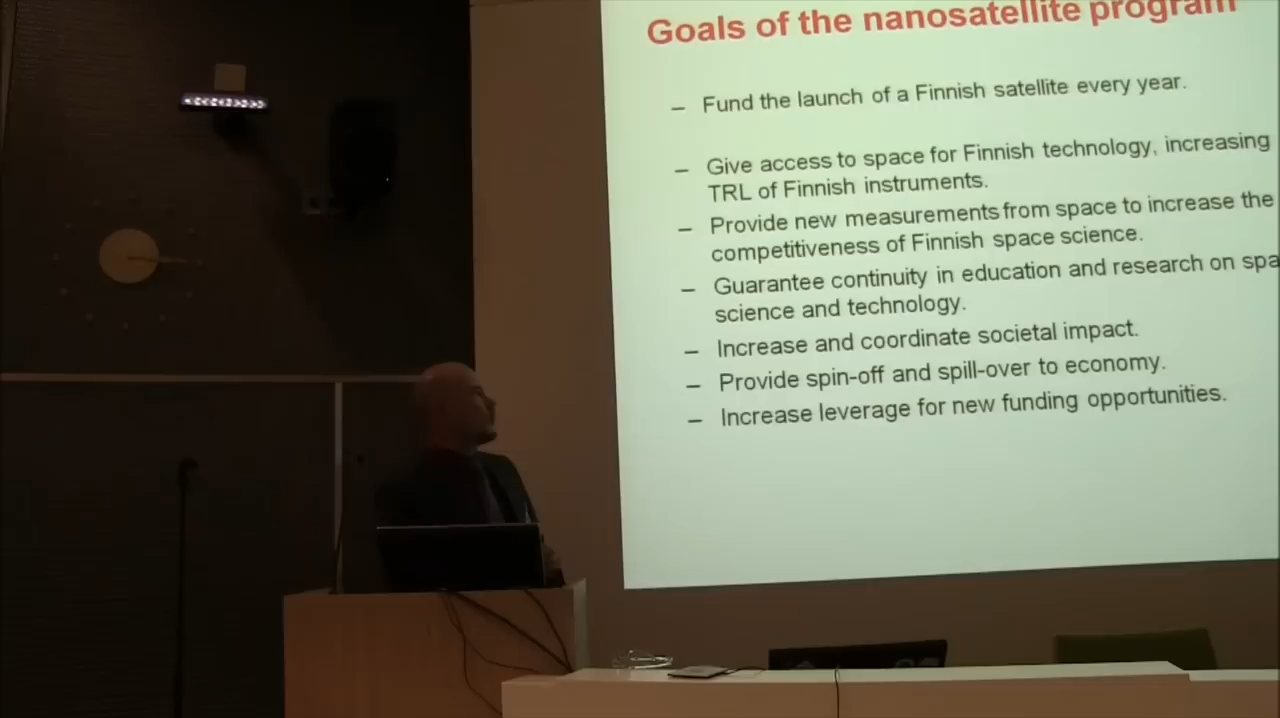 Goals of the nanosatellite program
– Fund the launch of a Finnish satellite every year.
– Give access to space for Finnish technology, increasing
TRL of Finnish instruments.
– Provide new measurements from space to increase the
competitiveness of Finnish space science.
– Guarantee continuity in education and research on spa
science and technology.
– Increase and coordinate societal impact.
– Provide spin-off and spill-over to economy.
– Increase leverage for new funding opportunities.